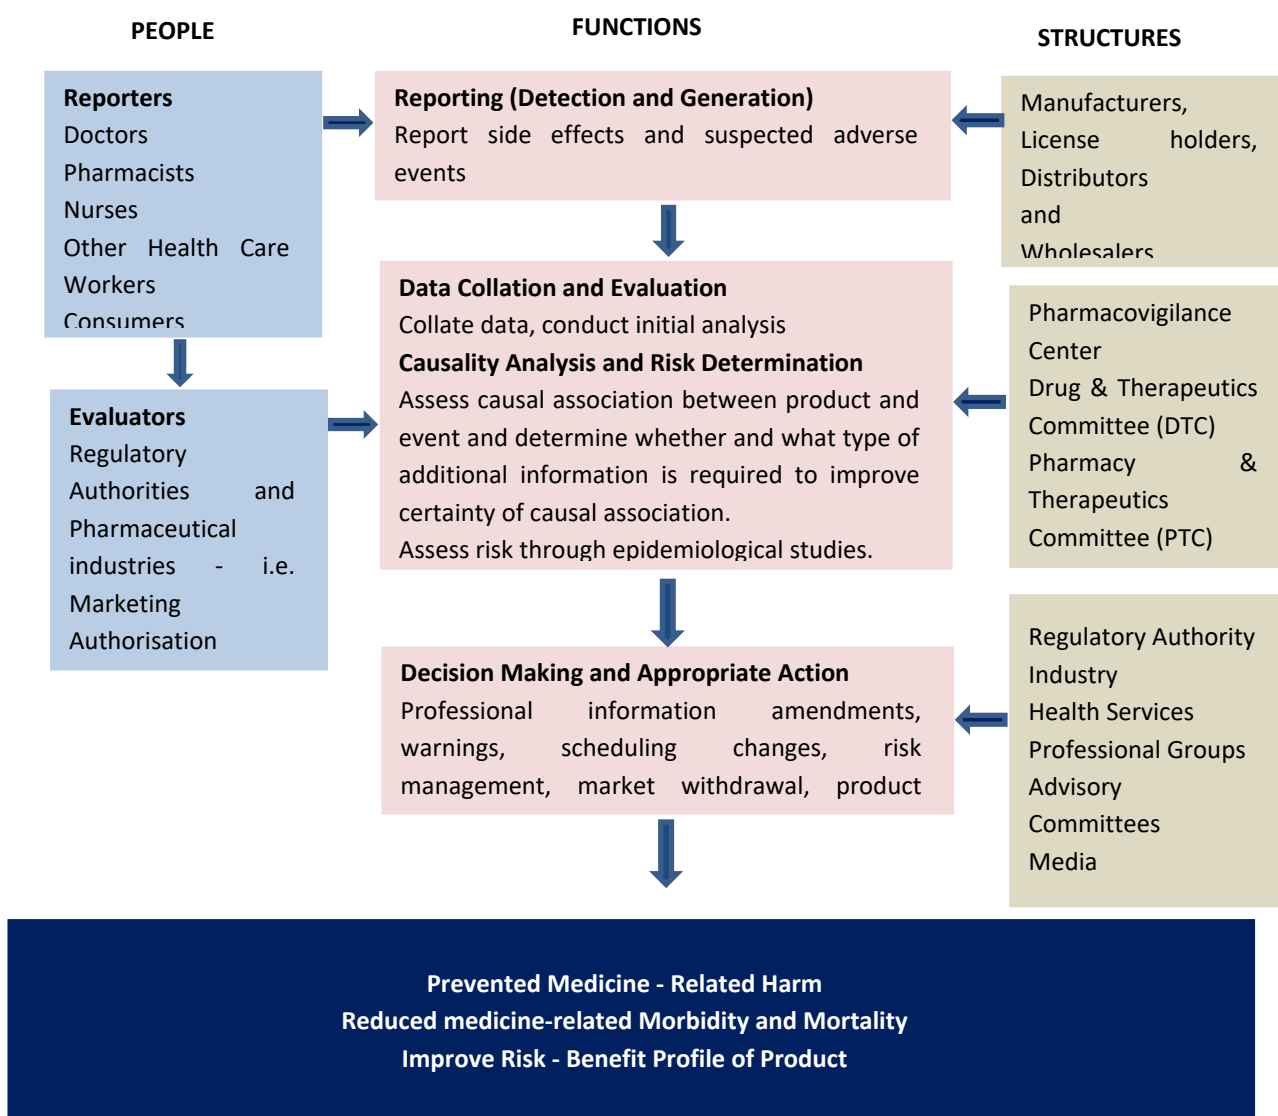 PEOPLE
FUNCTIONS
STRUCTURES
Reporters
Doctors
Pharmacists
Nurses
Other Health Care
Workers
Consumers
Evaluators
Regulatory
Authorities and
Pharmaceutical
industries - i.e.
Marketing
Authorisation
Reporting (Detection and Generation)
Report side effects and suspected adverse
events
Data Collation and Evaluation
Collate data, conduct initial analysis
Causality Analysis and Risk Determination
Assess causal association between product and
event and determine whether and what type of
additional information is required to improve
certainty of causal association.
Assess risk through epidemiological studies.
Decision Making and Appropriate Action
Professional information amendments,
warnings, scheduling changes, risk
management, market withdrawal, product
Manufacturers,
License holders,
Distributors
and
Wholesalers
Pharmacovigilance
Center
Drug & Therapeutics
Committee (DTC)
Pharmacy &
Therapeutics
Committee (PTC)
Regulatory Authority
Industry
Health Services
Professional Groups
Advisory
Committees
Media
Prevented Medicine - Related Harm
Reduced medicine-related Morbidity and Mortality
Improve Risk - Benefit Profile of Product